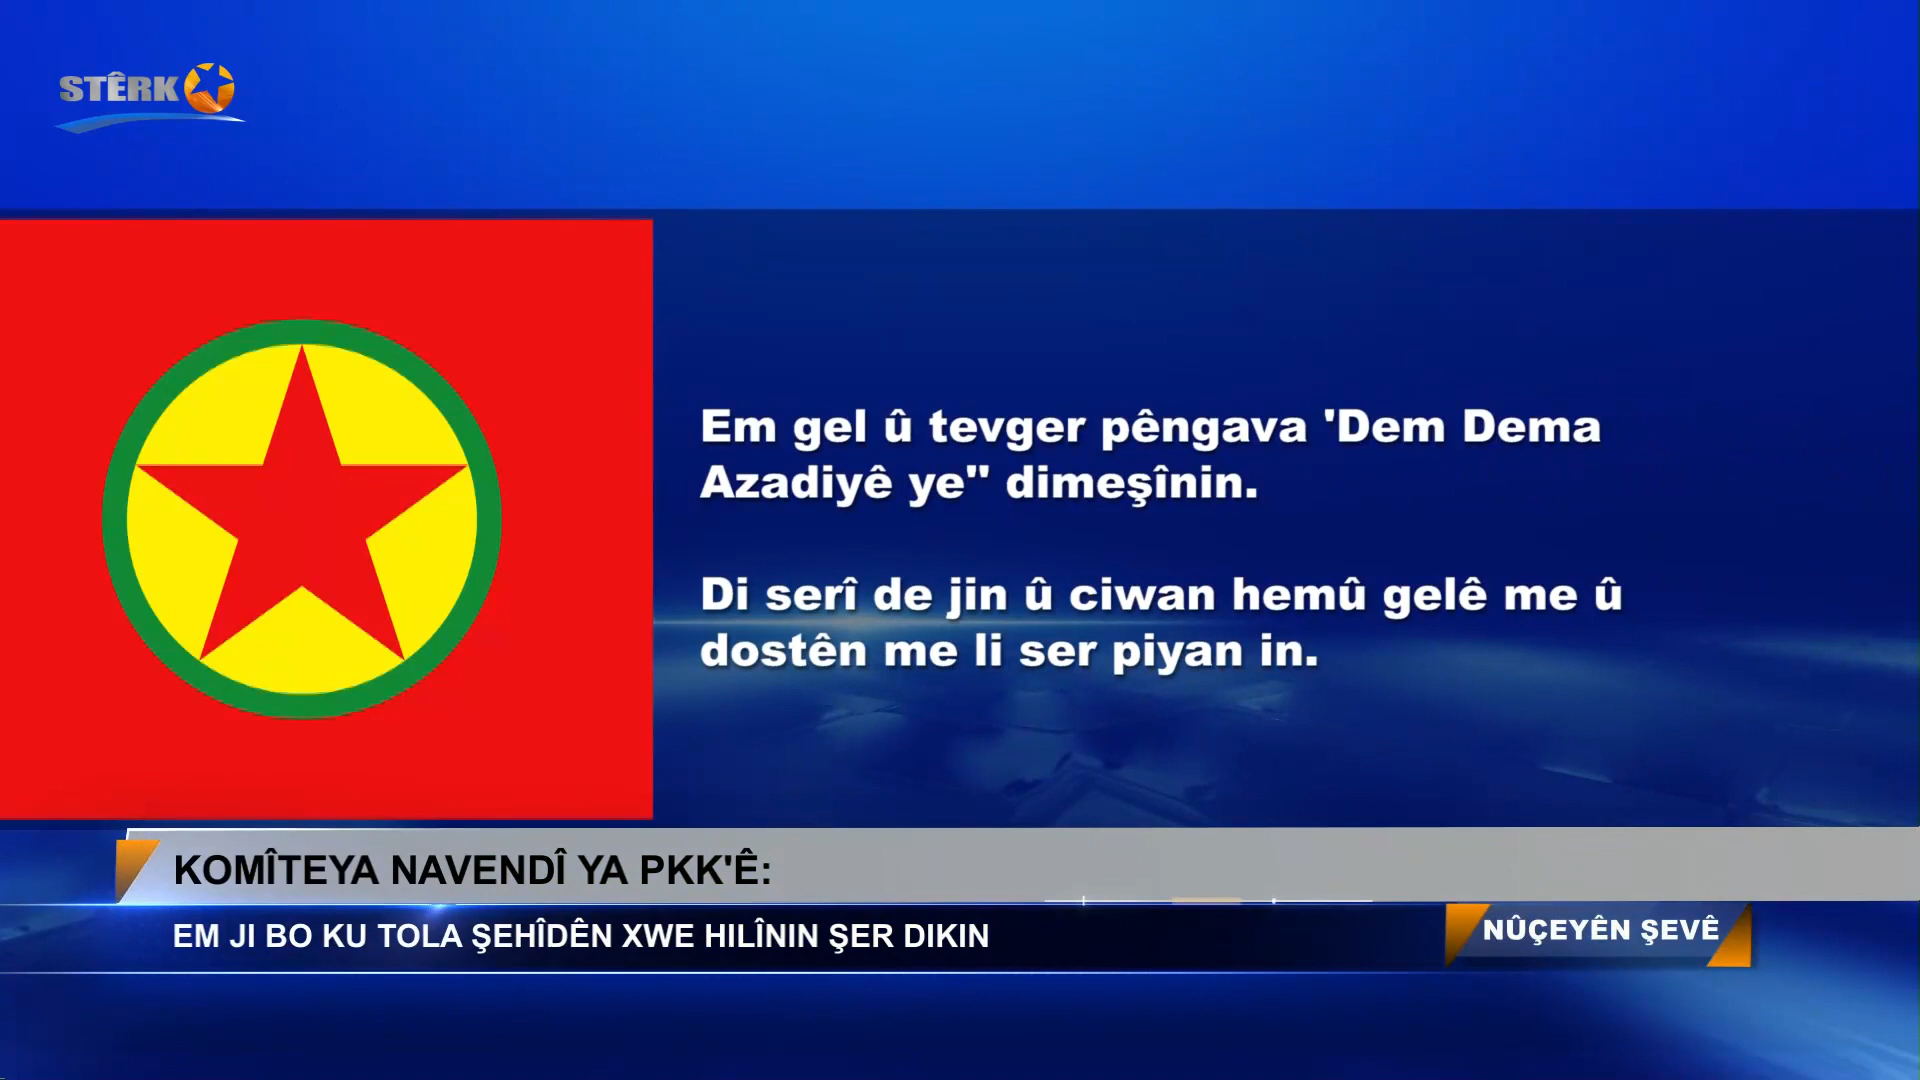 STÊRK
Em gel û tevger pêngava 'Dem Dema
Azadiyê ye" dimeşînin.
Di serî de jin û ciwan hemû gelê me û
dostên me li ser piyan in.
KOMÎTEYA NAVENDÎ YA PKK'Ê:
EM JI BO KU TOLA ŞEHÎDÊN XWE HILÎNIN ŞER DIKIN
NÛÇEYÊN ŞEVÊ